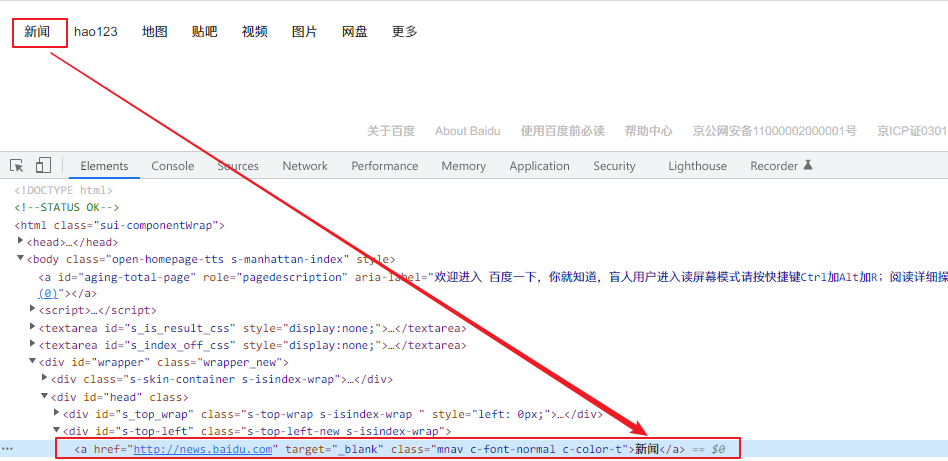 新闻 hao123 地图 贴吧 视频 图片 网盘 更多
关于百度 About Baidu 使用百度前必读 帮助中心 京公网安备11000002000001号 京ICP证0301
Elements Console Sources Network Performance Memory Application Security Lighthouse Recorder
<!DOCTYPE html>
<!--STATUS OK-->
<html class="sui-componentWrap">
<head>…</head>
<body class="open-homepage-tts s-manhattan-index" style>
<a id="aging-total-page" role="pagedescription" aria-label="欢迎进入 百度一下，你就知道，盲人用户进入读屏幕模式请按快捷键Ctrl加Alt加R；阅读详细操
(0)"></a>
<script>…</script>
<textarea id="s_is_result_css" style="display:none;">…</textarea>
<textarea id="s_index_off_css" style="display:none;">…</textarea>
<div id="wrapper" class="wrapper_new">
<div class="s-skin-container s-isindex-wrap">…</div>
<div id="head" class>
<div id="s_top_wrap" class="s-top-wrap s-isindex-wrap " style="left: 0px;">…</div>
<div id="s-top-left" class="s-top-left-new s-isindex-wrap">
… <a href="http://news.baidu.com" target="_blank" class="mnav c-font-normal c-color-t">新闻</a> == $0